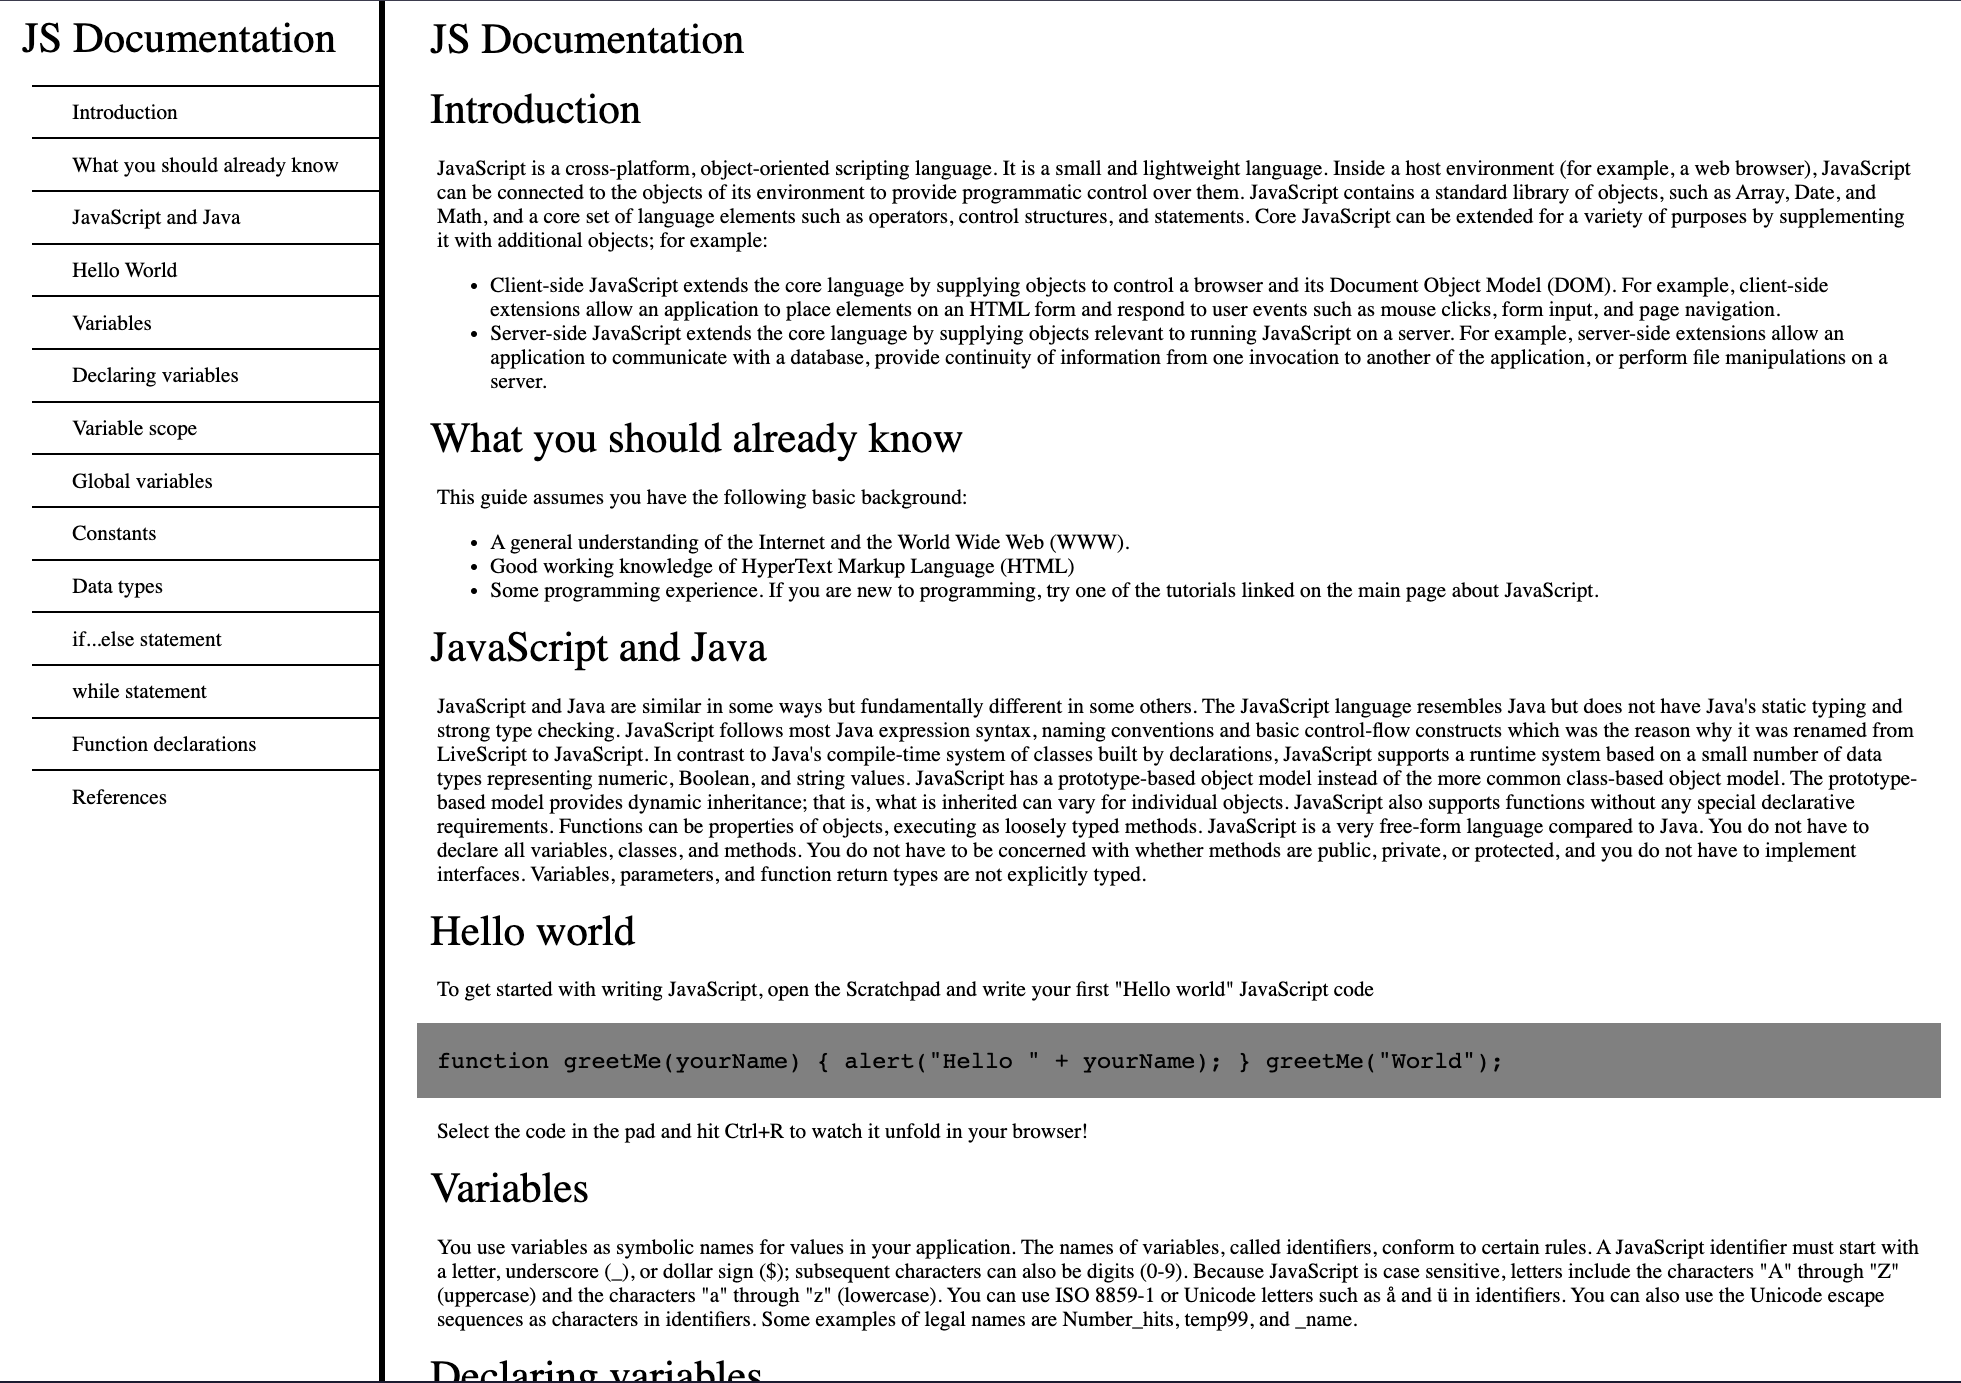 JS Documentation
Introduction
What you should already know
JavaScript and Java
Hello World
Variables
Declaring variables
Variable scope
Global variables
Constants
Data types
if...else statement
while statement
Function declarations
References
JS Documentation
Introduction
JavaScript is a cross-platform, object-oriented scripting language. It is a small and lightweight language. Inside a host environment (for example, a web browser), JavaScript
can be connected to the objects of its environment to provide programmatic control over them. JavaScript contains a standard library of objects, such as Array, Date, and
Math, and a core set of language elements such as operators, control structures, and statements. Core JavaScript can be extended for a variety of purposes by supplementing
it with additional objects; for example:
• Client-side JavaScript extends the core language by supplying objects to control a browser and its Document Object Model (DOM). For example, client-side
extensions allow an application to place elements on an HTML form and respond to user events such as mouse clicks, form input, and page navigation.
• Server-side JavaScript extends the core language by supplying objects relevant to running JavaScript on a server. For example, server-side extensions allow an
application to communicate with a database, provide continuity of information from one invocation to another of the application, or perform file manipulations on a
server.
What you should already know
This guide assumes you have the following basic background:
• A general understanding of the Internet and the World Wide Web (WWW).
• Good working knowledge of HyperText Markup Language (HTML)
• Some programming experience. If you are new to programming, try one of the tutorials linked on the main page about JavaScript.
JavaScript and Java
JavaScript and Java are similar in some ways but fundamentally different in some others. The JavaScript language resembles Java but does not have Java's static typing and
strong type checking. JavaScript follows most Java expression syntax, naming conventions and basic control-flow constructs which was the reason why it was renamed from
LiveScript to JavaScript. In contrast to Java's compile-time system of classes built by declarations, JavaScript supports a runtime system based on a small number of data
types representing numeric, Boolean, and string values. JavaScript has a prototype-based object model instead of the more common class-based object model. The prototype-
based model provides dynamic inheritance; that is, what is inherited can vary for individual objects. JavaScript also supports functions without any special declarative
requirements. Functions can be properties of objects, executing as loosely typed methods. JavaScript is a very free-form language compared to Java. You do not have to
declare all variables, classes, and methods. You do not have to be concerned with whether methods are public, private, or protected, and you do not have to implement
interfaces. Variables, parameters, and function return types are not explicitly typed.
Hello world
To get started with writing JavaScript, open the Scratchpad and write your first "Hello world" JavaScript code
function greetMe(yourName) { alert("Hello " + yourName); } greetMe("World");
Select the code in the pad and hit Ctrl+R to watch it unfold in your browser!
Variables
You use variables as symbolic names for values in your application. The names of variables, called identifiers, conform to certain rules. A JavaScript identifier must start with
a letter, underscore (_), or dollar sign ($); subsequent characters can also be digits (0-9). Because JavaScript is case sensitive, letters include the characters "A" through "Z"
(uppercase) and the characters "a" through "z" (lowercase). You can use ISO 8859-1 or Unicode letters such as å and ü in identifiers. You can also use the Unicode escape
sequences as characters in identifiers. Some examples of legal names are Number_hits, temp99, and _name.
Declaring variables